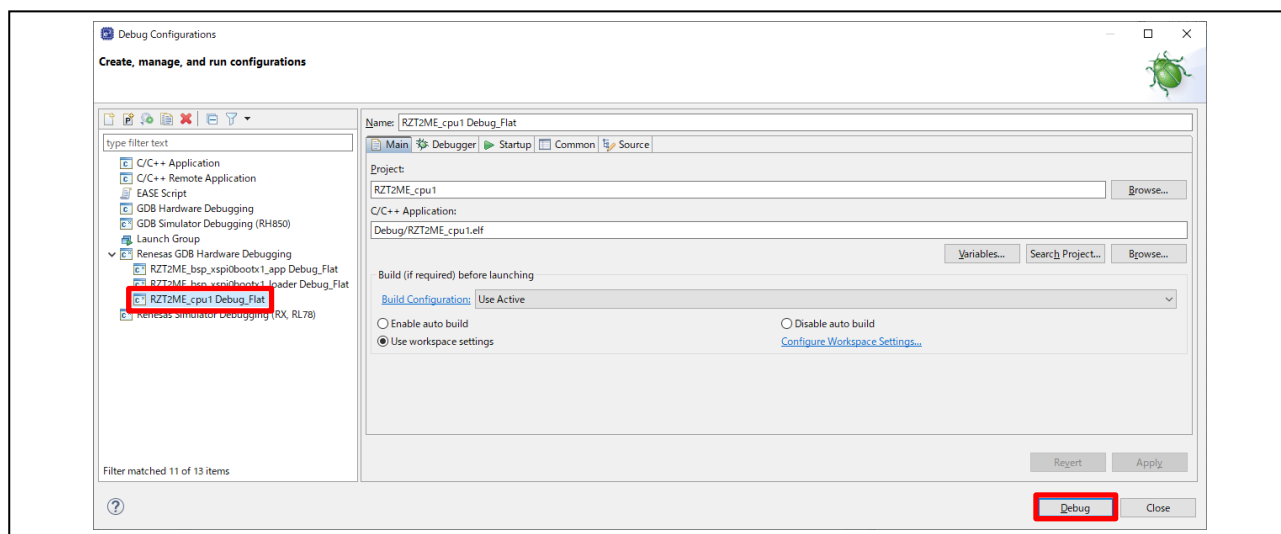 Debug Configurations
Create, manage, and run configurations
type filter text
C/C++ Application
C/C++ Remote Application
EASE Script
GDB Hardware Debugging
GDB Simulator Debugging (RH850)
Launch Group
Renesas GDB Hardware Debugging
RZT2ME_bsp_xspi0bootx1_app Debug_Flat
RZT2ME_bsp_xspi0bootx1_loader Debug_Flat
RZT2ME_cpu1 Debug_Flat
Renesas Simulator Debugging (RX, RL78)
Filter matched 11 of 13 items
Name: RZT2ME_cpu1 Debug_Flat
Main Debugger Startup Common Source
Project:
RZT2ME_cpu1 Browse...
C/C++ Application:
Debug/RZT2ME_cpu1.elf
Variables... Search Project... Browse...
Build (if required) before launching
Build Configuration: Use Active
Enable auto build Disable auto build
Use workspace settings Configure Workspace Settings...
Revert Apply
Debug Close